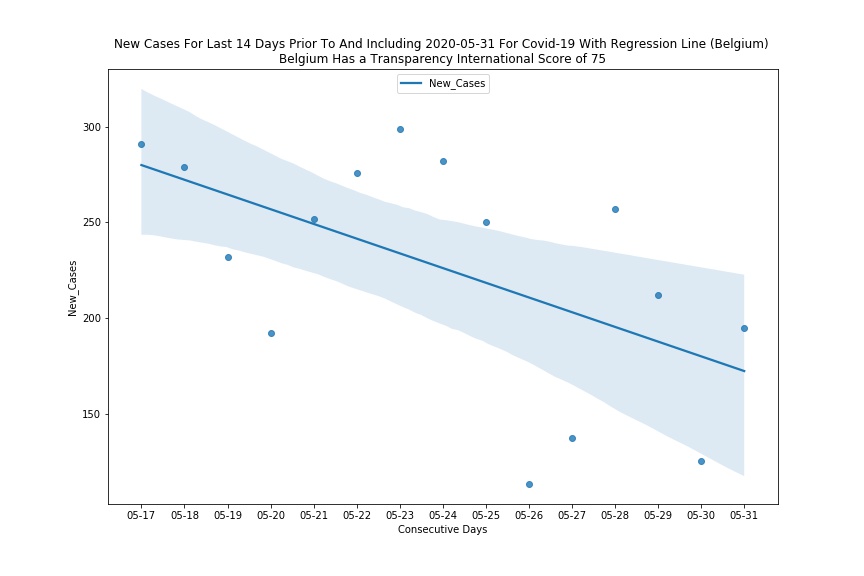 New Cases For Last 14 Days Prior To And Including 2020-05-31 For Covid-19 With Regression Line (Belgium)
Belgium Has a Transparency International Score of 75
New_Cases
300
250
200
150
New_Cases
05-17 05-18 05-19 05-20 05-21 05-22 05-23 05-24 05-25 05-26 05-27 05-28 05-29 05-30 05-31
Consecutive Days